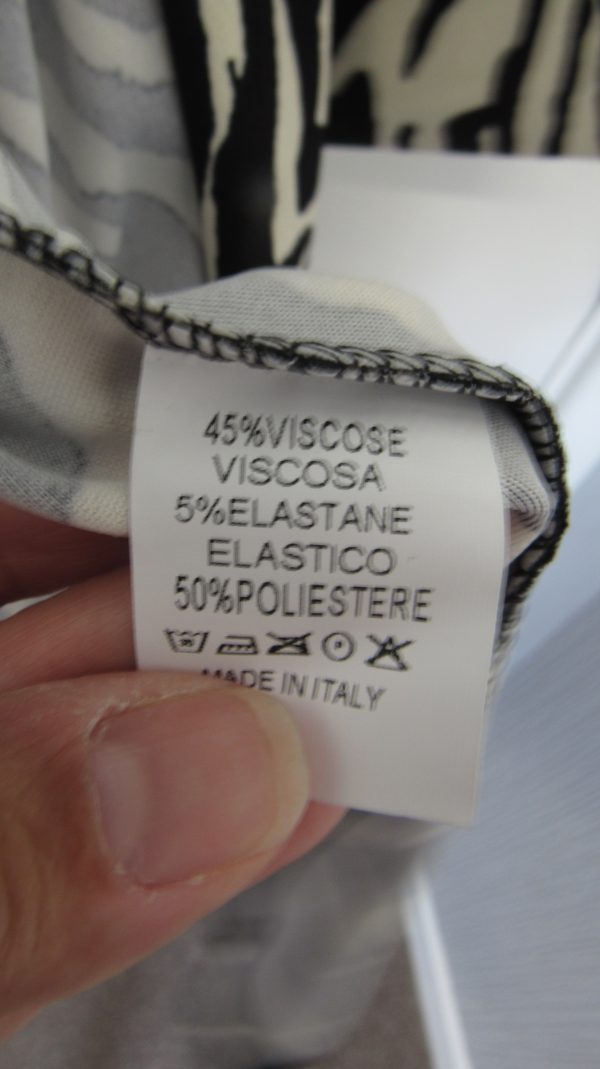 45%VISCOSE
VISCOSA
5%ELASTANE
ELASTICO
50%POLIESTERE
MADE IN ITALY